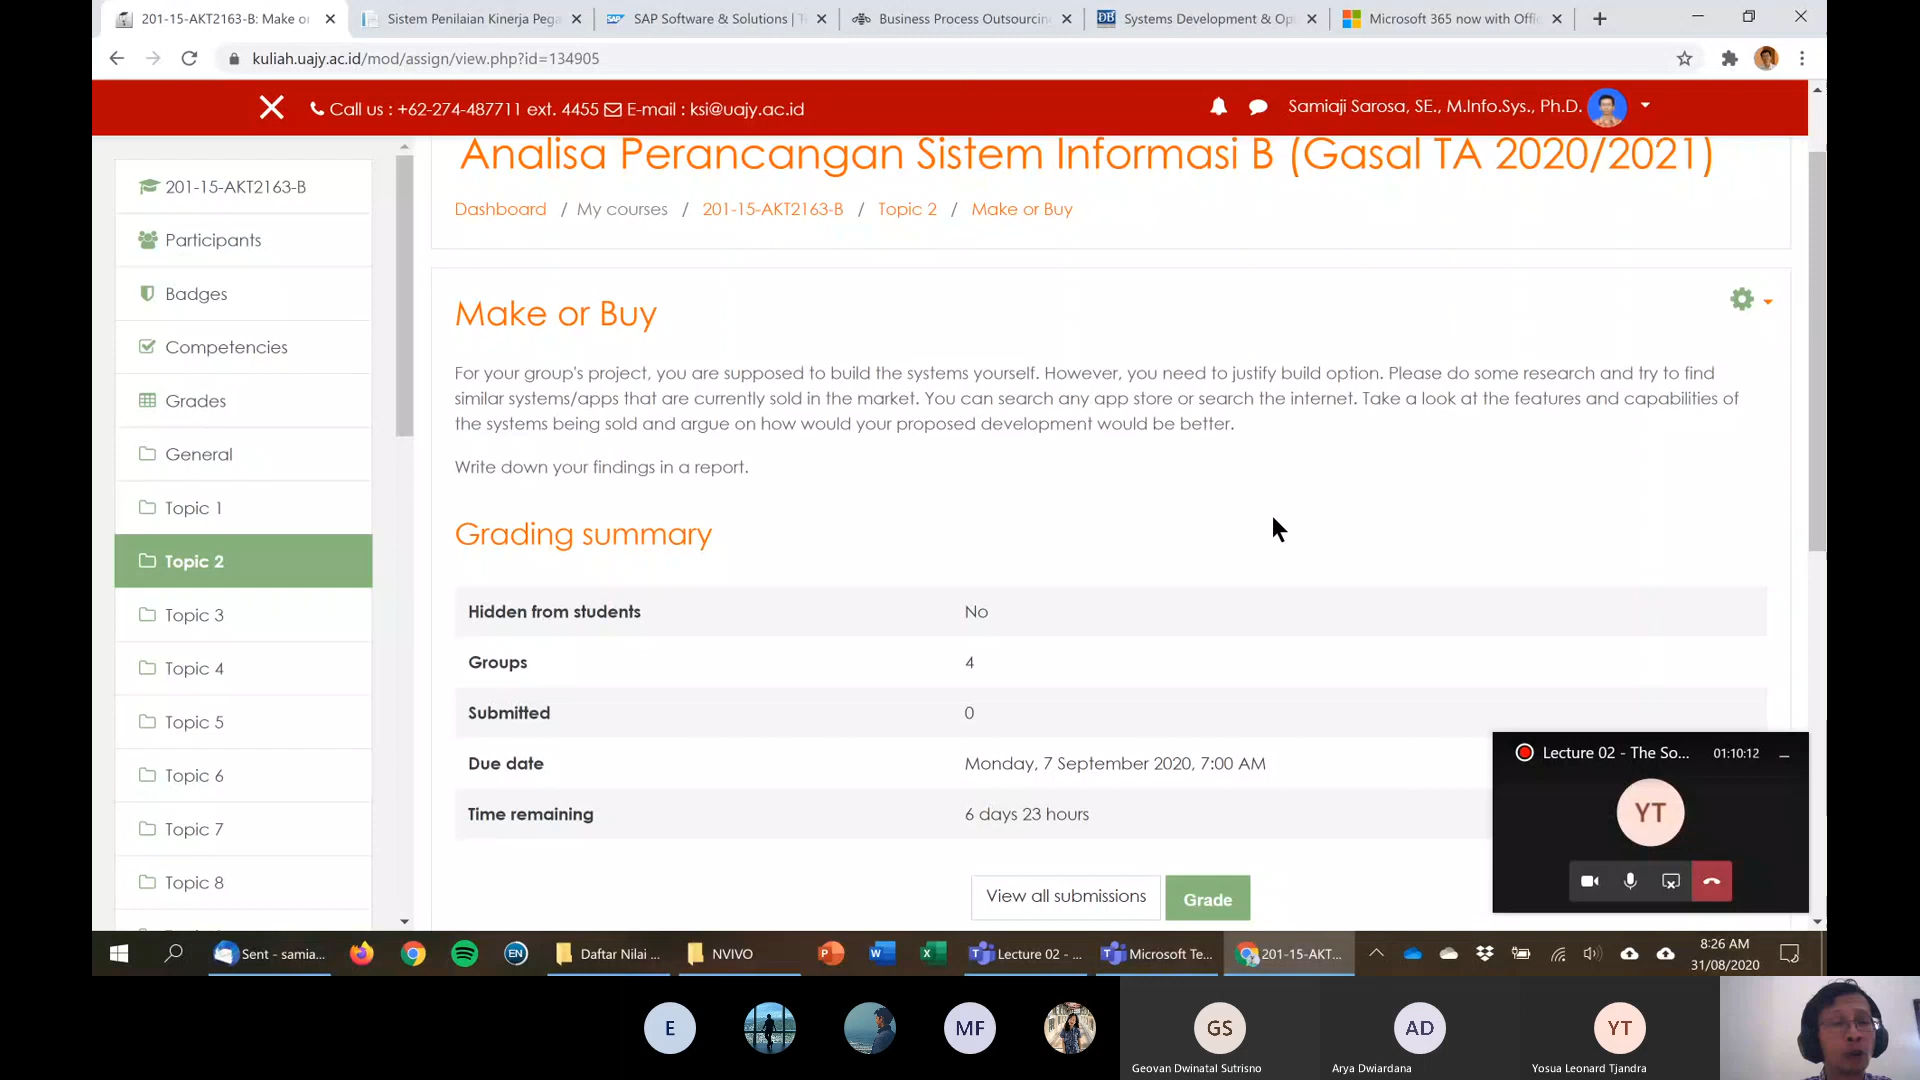 201-15-AKT2163-B: Make or
Sistem Penilaian Kinerja Pega
SAP Software & Solutions | T
Business Process Outsourcin
Systems Development & Op
Microsoft 365 now with Offi
kuliah.uajy.ac.id/mod/assign/view.php?id=134905
Call us : +62-274-487711 ext. 4455 E-mail : ksi@uajy.ac.id
Samiaji Sarosa, SE., M.Info.Sys., Ph.D.
201-15-AKT2163-B
Participants
Badges
Competencies
Grades
General
Topic 1
Topic 2
Topic 3
Topic 4
Topic 5
Topic 6
Topic 7
Topic 8
Analisa Perancangan Sistem Informasi B (Gasal TA 2020/2021)
Dashboard / My courses / 201-15-AKT2163-B / Topic 2 / Make or Buy
Make or Buy
For your group's project, you are supposed to build the systems yourself. However, you need to justify build option. Please do some research and try to find
similar systems/apps that are currently sold in the market. You can search any app store or search the internet. Take a look at the features and capabilities of
the systems being sold and argue on how would your proposed development would be better.
Write down your findings in a report.
Grading summary
Hidden from students No
Groups 4
Submitted 0
Due date Monday, 7 September 2020, 7:00 AM
Time remaining 6 days 23 hours
View all submissions Grade
Lecture 02 - The So... 01:10:12
YT
Sent - samia...
EN
Daftar Nilai ...
NVIVO
Lecture 02 - ...
Microsoft Te...
201-15-AKT...
8:26 AM
31/08/2020
E
MF
GS
AD
YT
Geovan Dwinatal Sutrisno
Arya Dwiardana
Yosua Leonard Tjandra